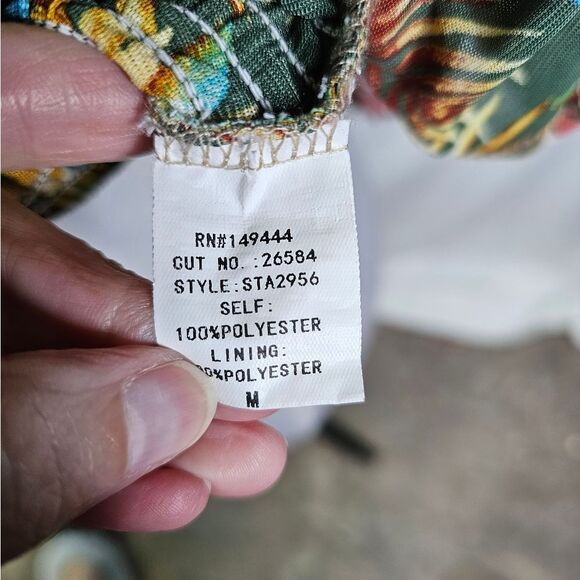 RN#149444
CUT NO. :26584
STYLE:STA2956
SELF:
100%POLYESTER
LINING:
%POLYESTER
M